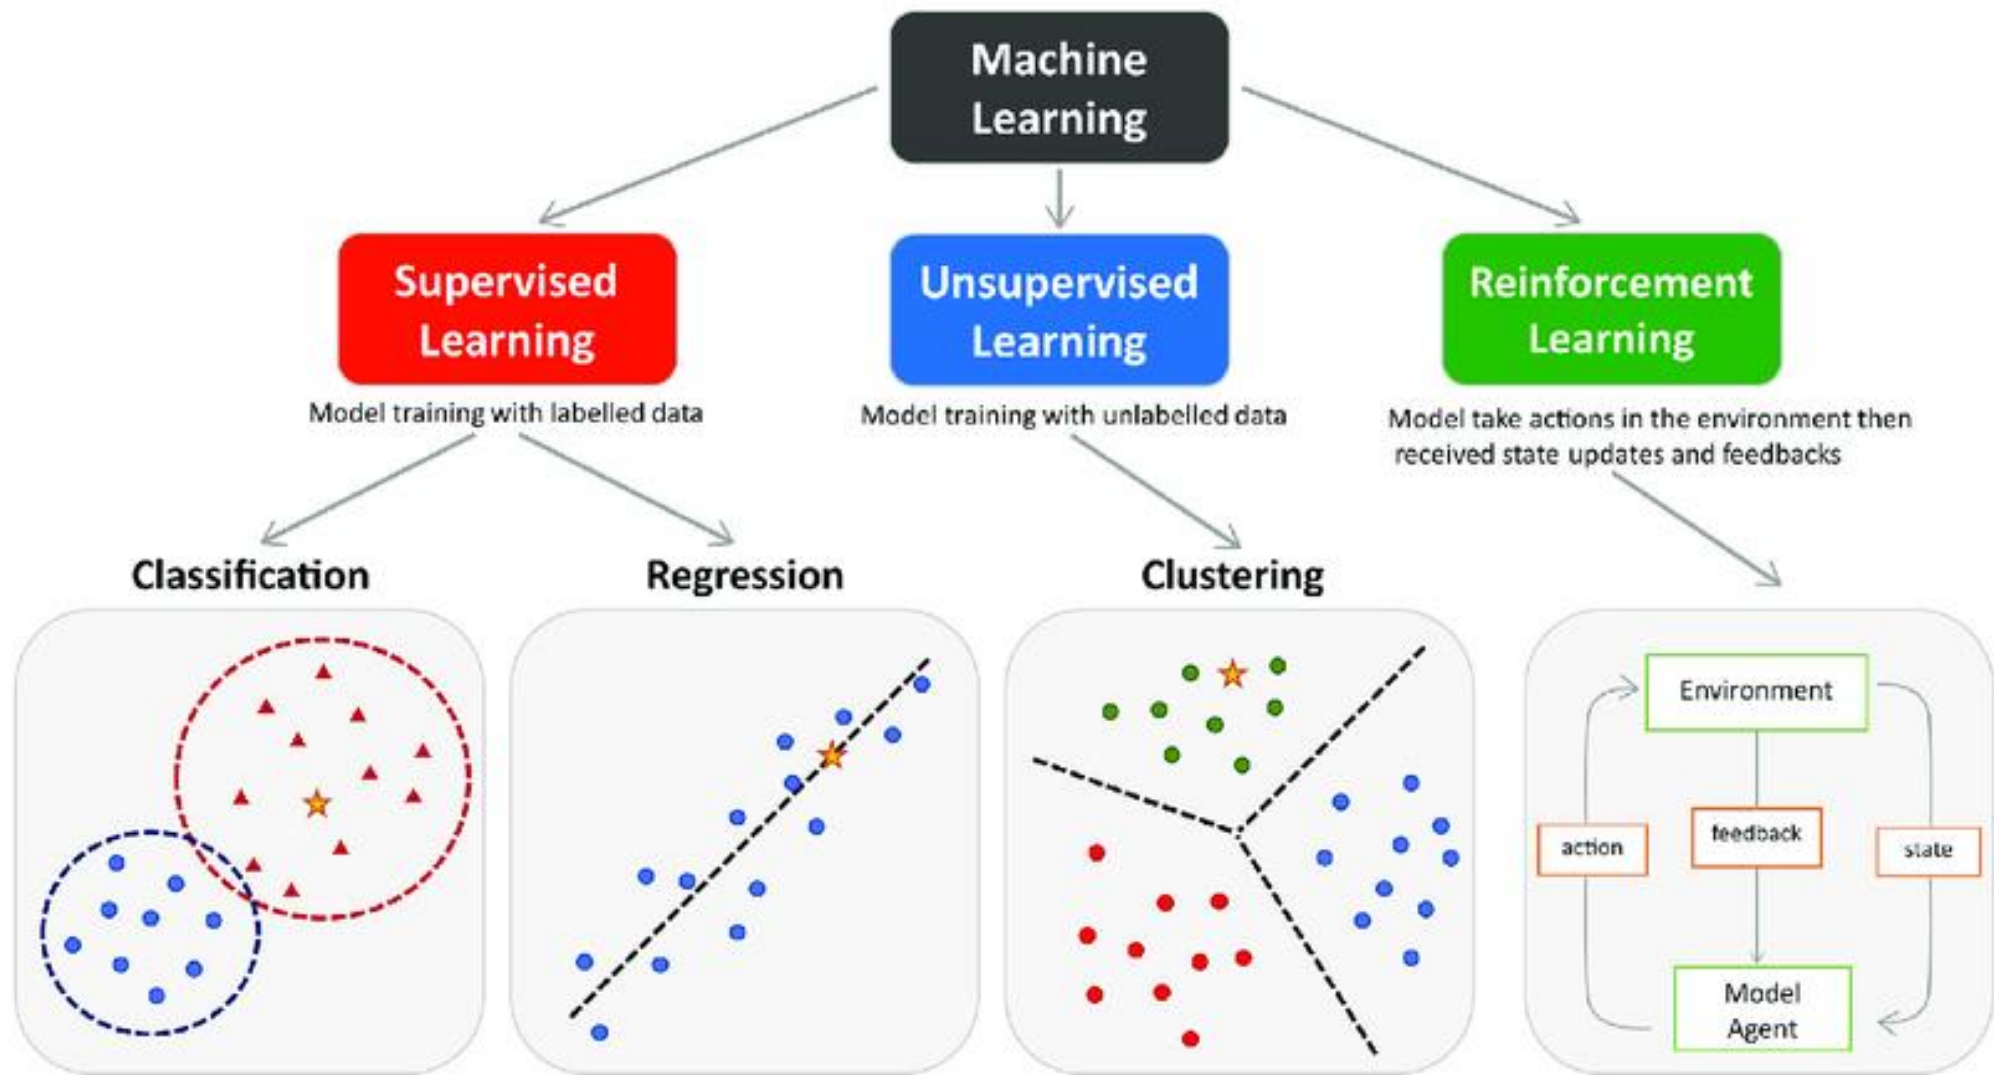 Machine
Learning
Supervised
Learning
Unsupervised
Learning
Reinforcement
Learning
Model training with labelled data
Model training with unlabelled data
Model take actions in the environment then
received state updates and feedbacks
Classification
Regression
Clustering
Environment
action
feedback
state
Model
Agent